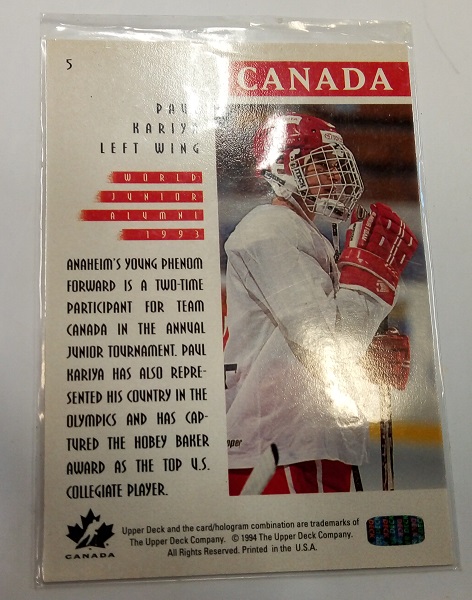 5
CANADA
PAUL
KARIYA
LEFT WING
WORLD
JUNIOR
ALUMNI
1993
ANAHEIM'S YOUNG PHENOM
FORWARD IS A TWO-TIME
PARTICIPANT FOR TEAM
CANADA IN THE ANNUAL
JUNIOR TOURNAMENT. PAUL
KARIYA HAS ALSO REPRE-
SENTED HIS COUNTRY IN THE
OLYMPICS AND HAS CAP-
TURED THE HOBEY BAKER
AWARD AS THE TOP U.S.
COLLEGIATE PLAYER.
CANADA
Upper Deck and the card/hologram combination are trademarks of
The Upper Deck Company. © 1994 The Upper Deck Company.
All Rights Reserved. Printed in the U.S.A.